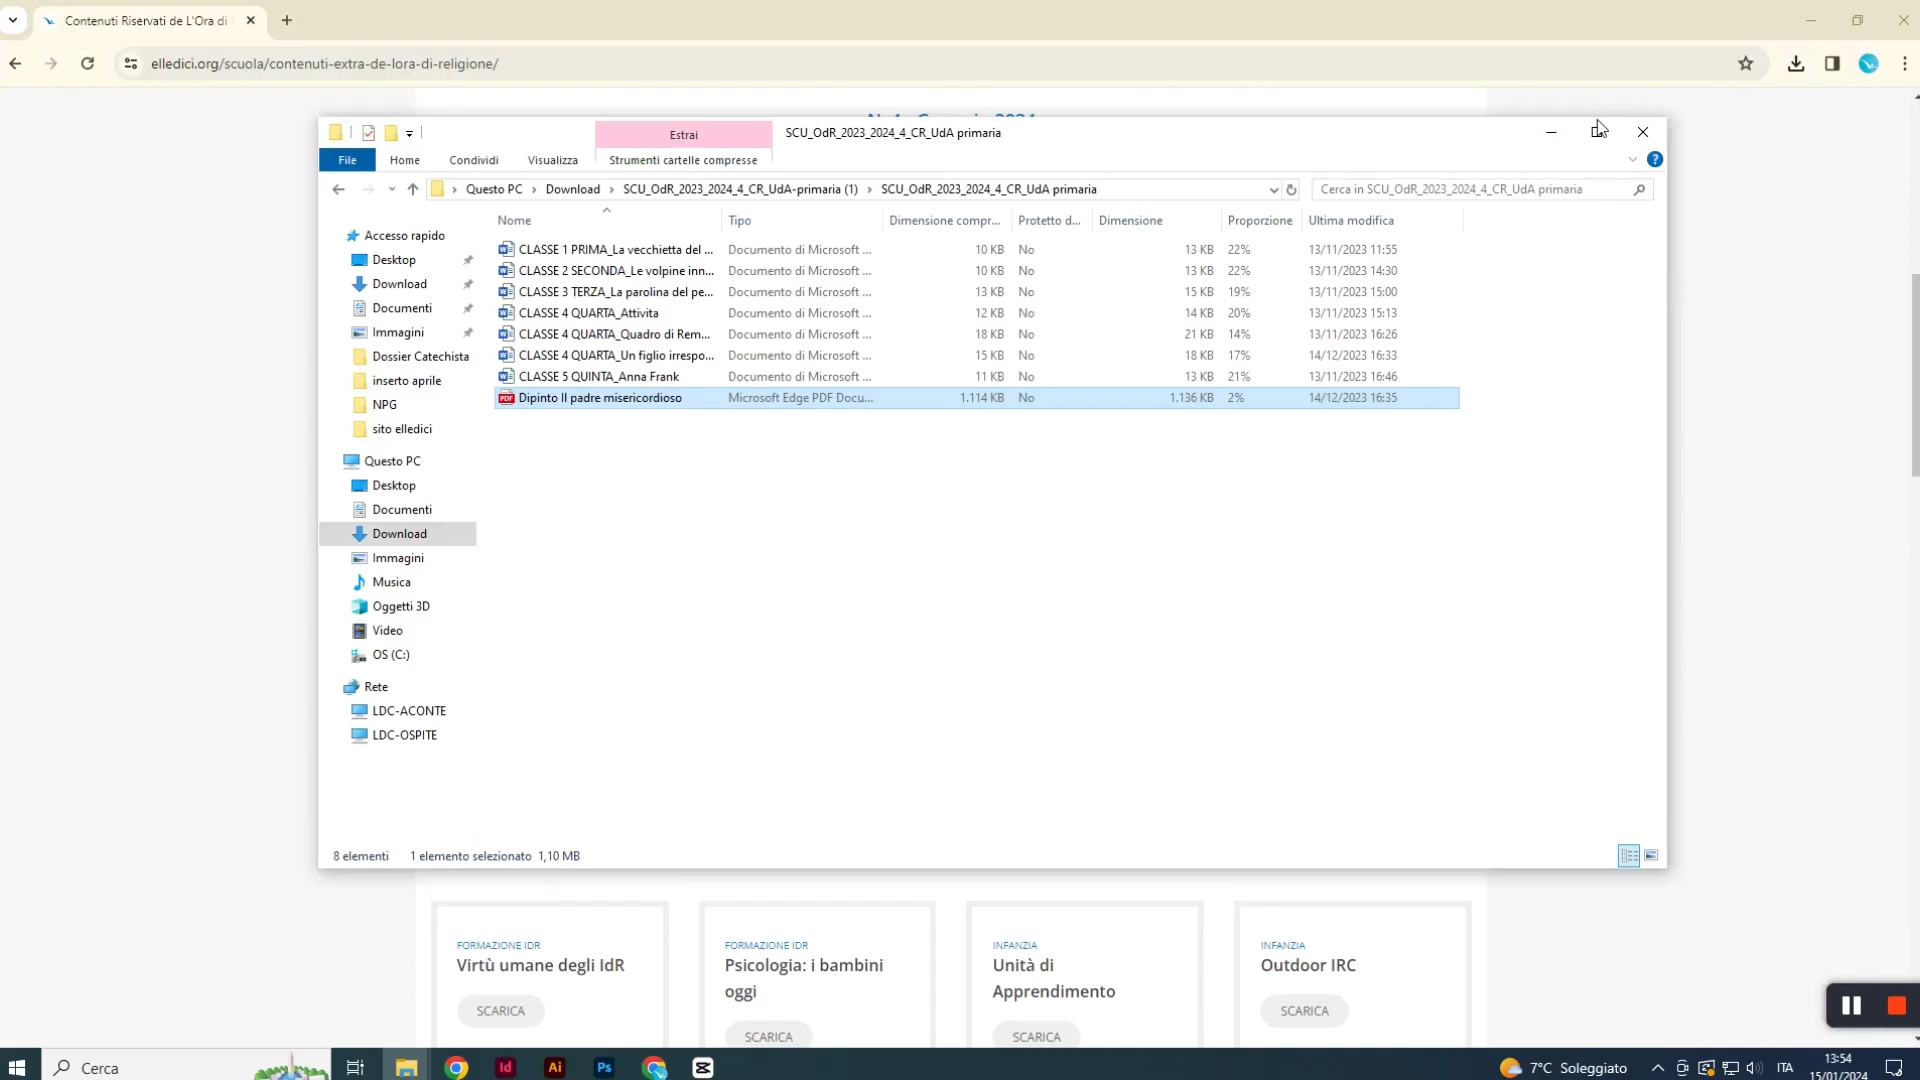 Contenuti Riservati de L'Ora di
elledici.org/scuola/contenuti-extra-de-lora-di-religione/
Estrai
SCU_OdR_2023_2024_4_CR_UdA primaria
File
Home
Condividi
Visualizza
Strumenti cartelle compresse
Questo PC
Download
SCU_OdR_2023_2024_4_CR_UdA-primaria (1)
SCU_OdR_2023_2024_4_CR_UdA primaria
Cerca in SCU_OdR_2023_2024_4_CR_UdA primaria
Nome Tipo Dimensione compr... Protetto d... Dimensione Proporzione Ultima modifica
CLASSE 1 PRIMA_La vecchietta del ... Documento di Microsoft ... 10 KB No 13 KB 22% 13/11/2023 11:55
CLASSE 2 SECONDA_Le volpine inn... Documento di Microsoft ... 10 KB No 13 KB 22% 13/11/2023 14:30
CLASSE 3 TERZA_La parolina del pe... Documento di Microsoft ... 13 KB No 15 KB 19% 13/11/2023 15:00
CLASSE 4 QUARTA_Attivita Documento di Microsoft ... 12 KB No 14 KB 20% 13/11/2023 15:13
CLASSE 4 QUARTA_Quadro di Rem... Documento di Microsoft ... 18 KB No 21 KB 14% 13/11/2023 16:26
CLASSE 4 QUARTA_Un figlio irrespo... Documento di Microsoft ... 15 KB No 18 KB 17% 14/12/2023 16:33
CLASSE 5 QUINTA_Anna Frank Documento di Microsoft ... 11 KB No 13 KB 21% 13/11/2023 16:46
PDF Dipinto Il padre misericordioso Microsoft Edge PDF Docu... 1.114 KB No 1.136 KB 2% 14/12/2023 16:35
Accesso rapido
Desktop
Download
Documenti
Immagini
Dossier Catechista
inserto aprile
NPG
sito elledici
Questo PC
Desktop
Documenti
Download
Immagini
Musica
Oggetti 3D
Video
OS (C:)
Rete
LDC-ACONTE
LDC-OSPITE
8 elementi 1 elemento selezionato 1,10 MB
FORMAZIONE IDR
Virtù umane degli IdR
SCARICA
FORMAZIONE IDR
Psicologia: i bambini
oggi
SCARICA
INFANZIA
Unità di
Apprendimento
SCARICA
INFANZIA
Outdoor IRC
SCARICA
Cerca
Id
Ai
Ps
7°C Soleggiato
ITA
13:54
15/01/2024